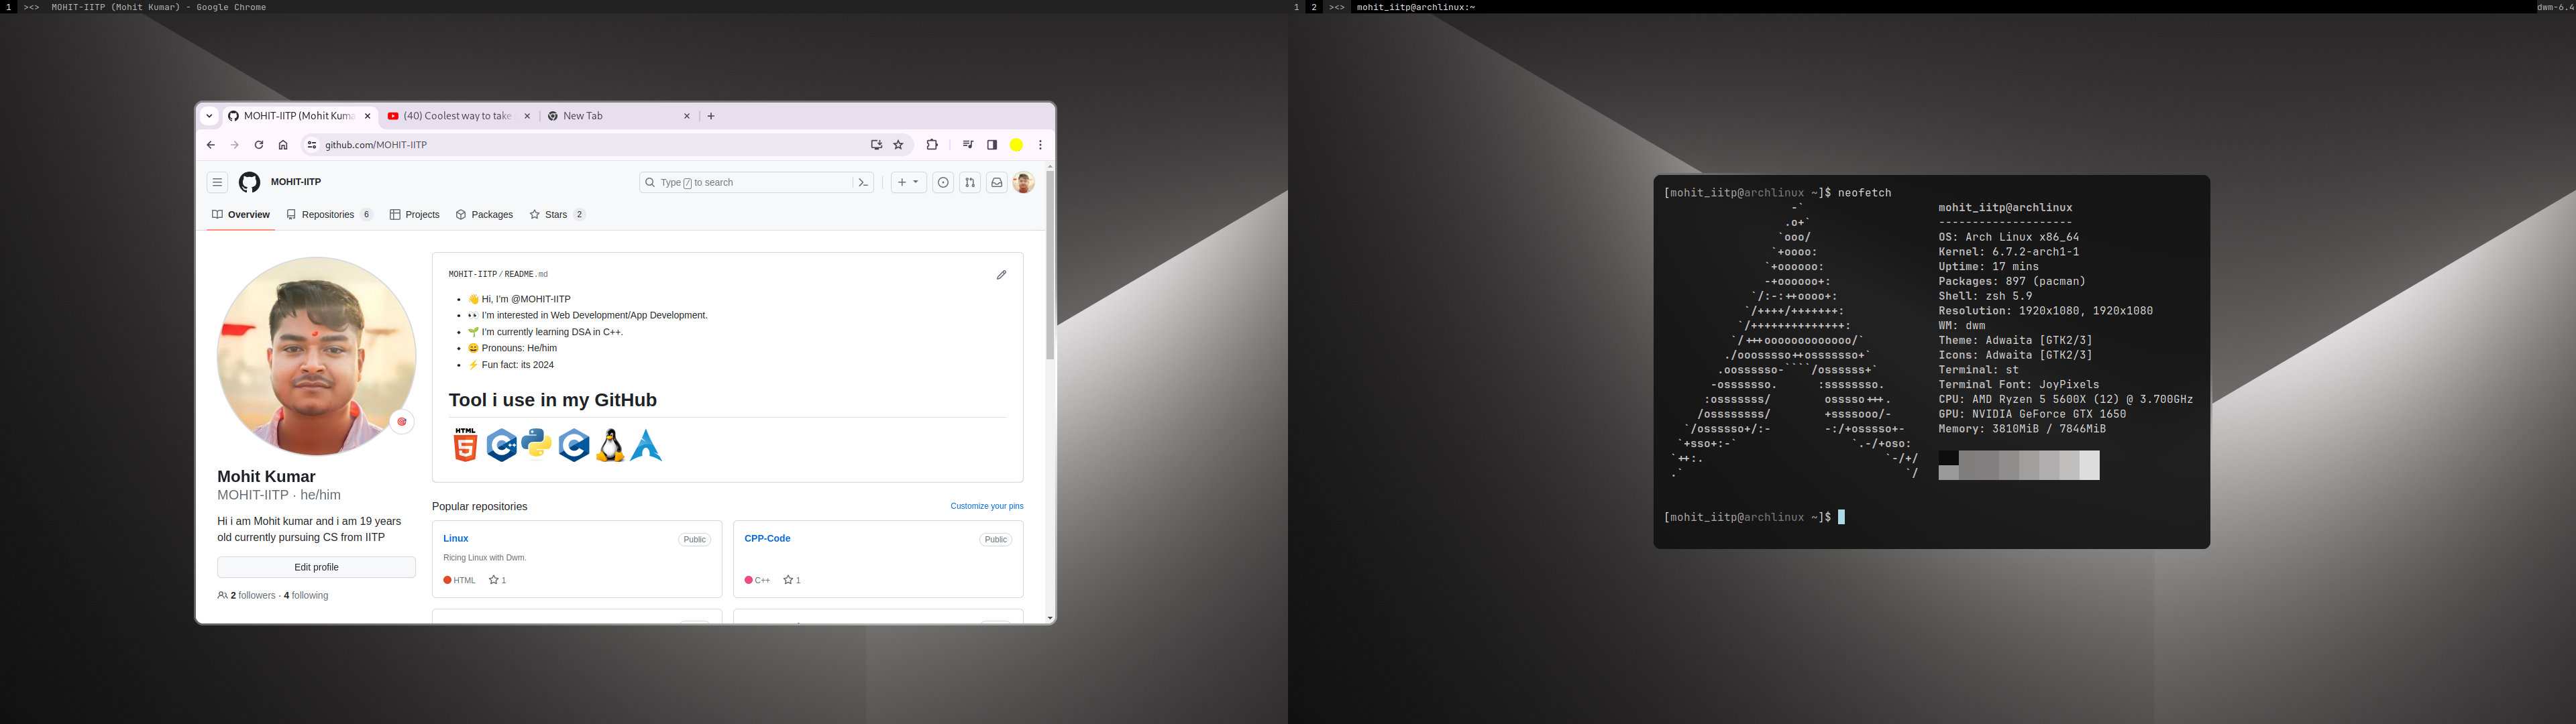 1 ><> MOHIT-IITP (Mohit Kumar) - Google Chrome
MOHIT-IITP (Mohit Kuma
(40) Coolest way to take
New Tab
github.com/MOHIT-IITP
MOHIT-IITP
Type / to search
Overview
Repositories 6
Projects
Packages
Stars 2
MOHIT-IITP/README.md
👋 Hi, I'm @MOHIT-IITP
👀 I'm interested in Web Development/App Development.
🌱 I'm currently learning DSA in C++.
😄 Pronouns: He/him
⚡ Fun fact: its 2024
Tool i use in my GitHub
HTML
5
C++
C
Mohit Kumar
MOHIT-IITP · he/him
Hi i am Mohit kumar and i am 19 years
old currently pursuing CS from IITP
Edit profile
2 followers · 4 following
Popular repositories
Customize your pins
Linux
Public
Ricing Linux with Dwm.
HTML
1
CPP-Code
Public
C++
1
1 2 ><> mohit_iitp@archlinux:~
dwm-6.4
[mohit_iitp@archlinux ~]$ neofetch
mohit_iitp@archlinux
--------------------
OS: Arch Linux x86_64
Kernel: 6.7.2-arch1-1
Uptime: 17 mins
Packages: 897 (pacman)
Shell: zsh 5.9
Resolution: 1920x1080, 1920x1080
WM: dwm
Theme: Adwaita [GTK2/3]
Icons: Adwaita [GTK2/3]
Terminal: st
Terminal Font: JoyPixels
CPU: AMD Ryzen 5 5600X (12) @ 3.700GHz
GPU: NVIDIA GeForce GTX 1650
Memory: 3810MiB / 7846MiB
[mohit_iitp@archlinux ~]$